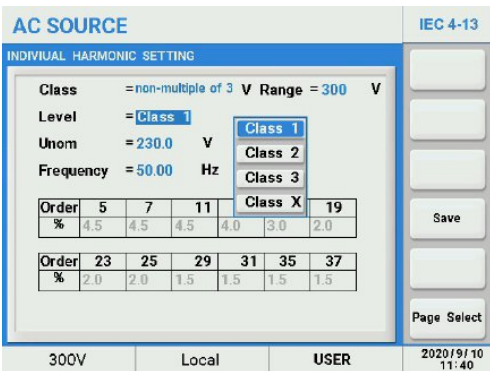 AC SOURCE
IEC 4-13
INDIVIUAL HARMONIC SETTING
Class =non-multiple of 3 V Range = 300 V
Level =Class 1
Class 1
Unom =230.0 V
Class 2
Frequency =50.00 Hz
Class 3
Class X
Order 5 7 11 19
% 4.5 4.5 4.5 4.0 3.0 2.0
Save
Order 23 25 29 31 35 37
% 2.0 2.0 1.5 1.5 1.5 1.5
Page Select
300V Local USER 2020/9/10
11:40